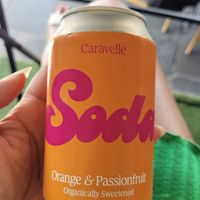 Caravelle
Soda
Orange & Passionfruit
Organically Sweetened